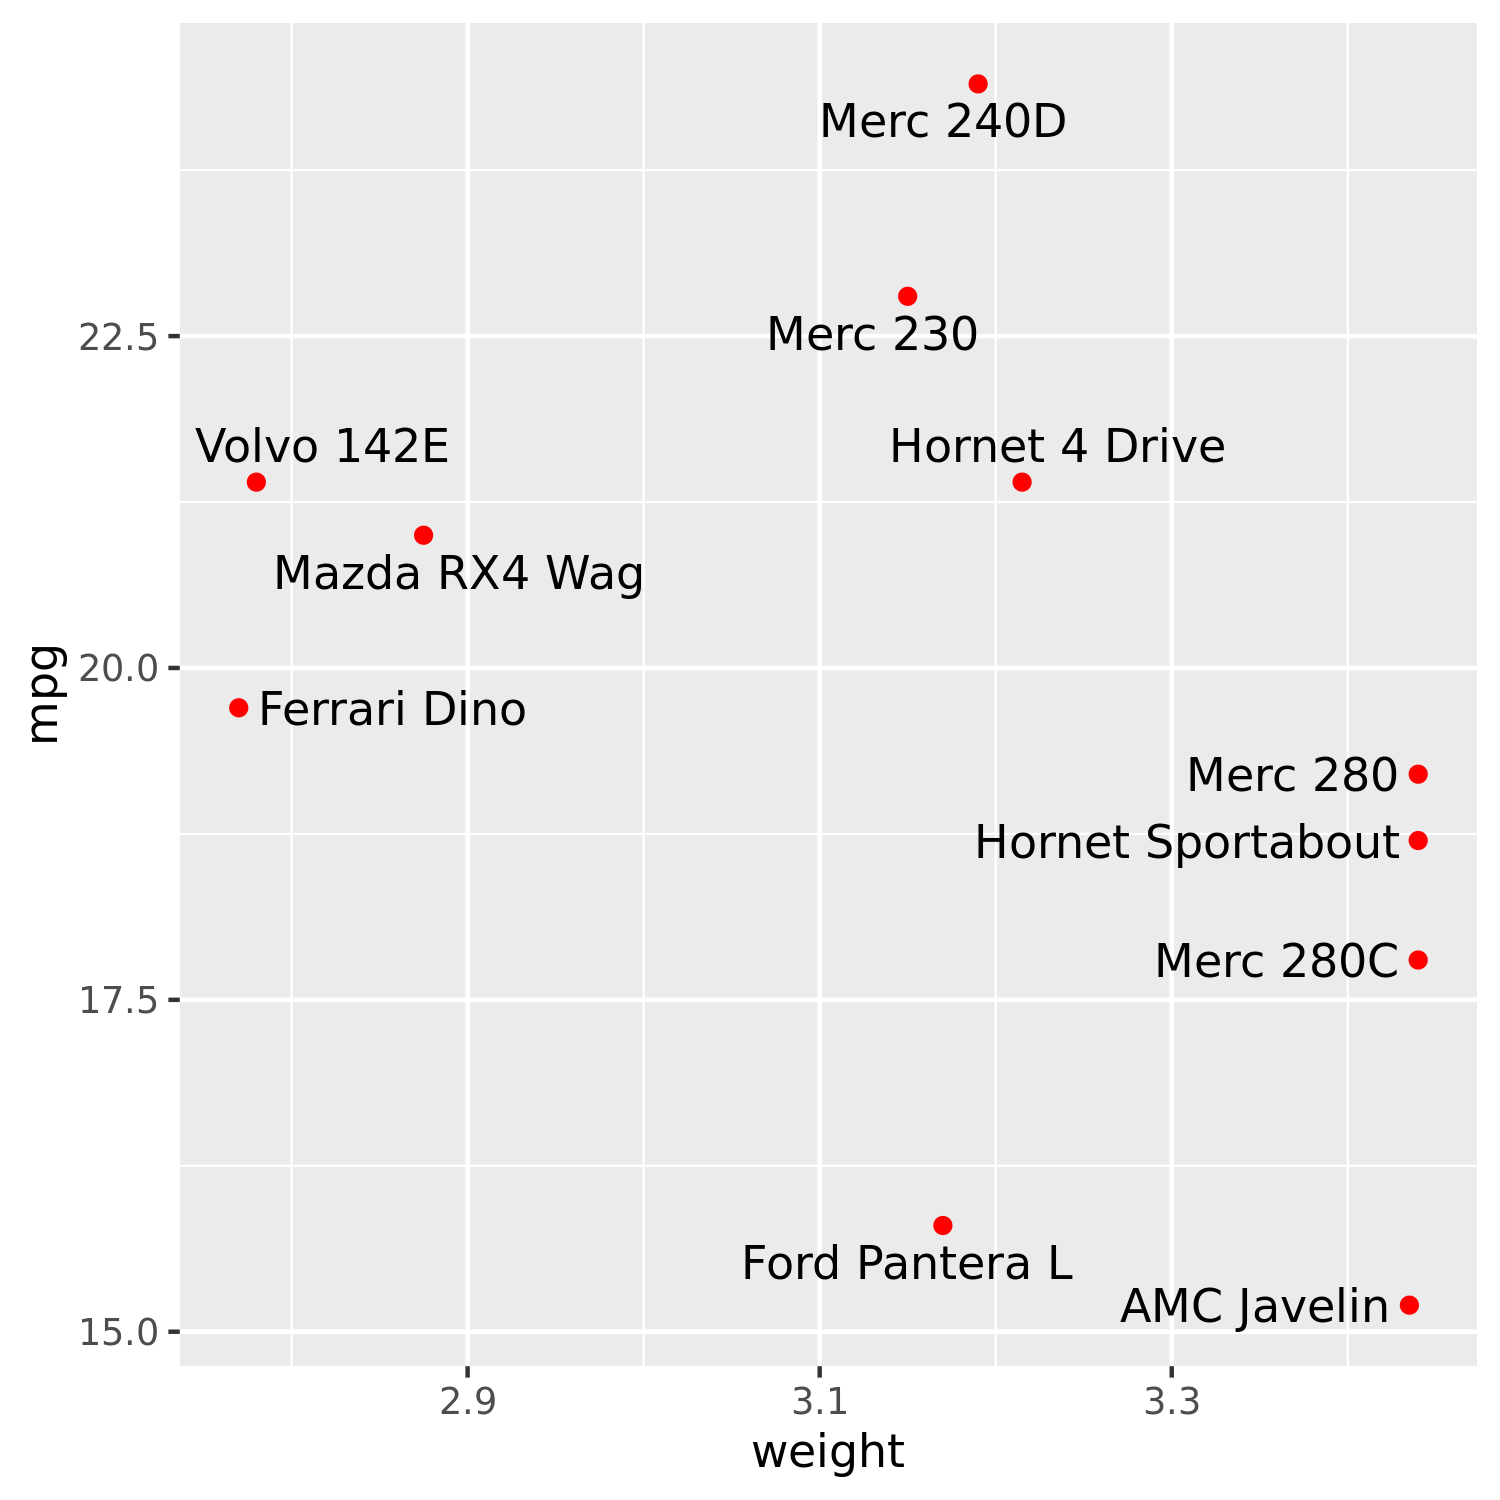 Merc 240D
Merc 230
22.5
Volvo 142E
Hornet 4 Drive
Mazda RX4 Wag
mpg
20.0
Ferrari Dino
Merc 280
Hornet Sportabout
Merc 280C
17.5
Ford Pantera L
AMC Javelin
15.0
2.9
3.1
3.3
weight